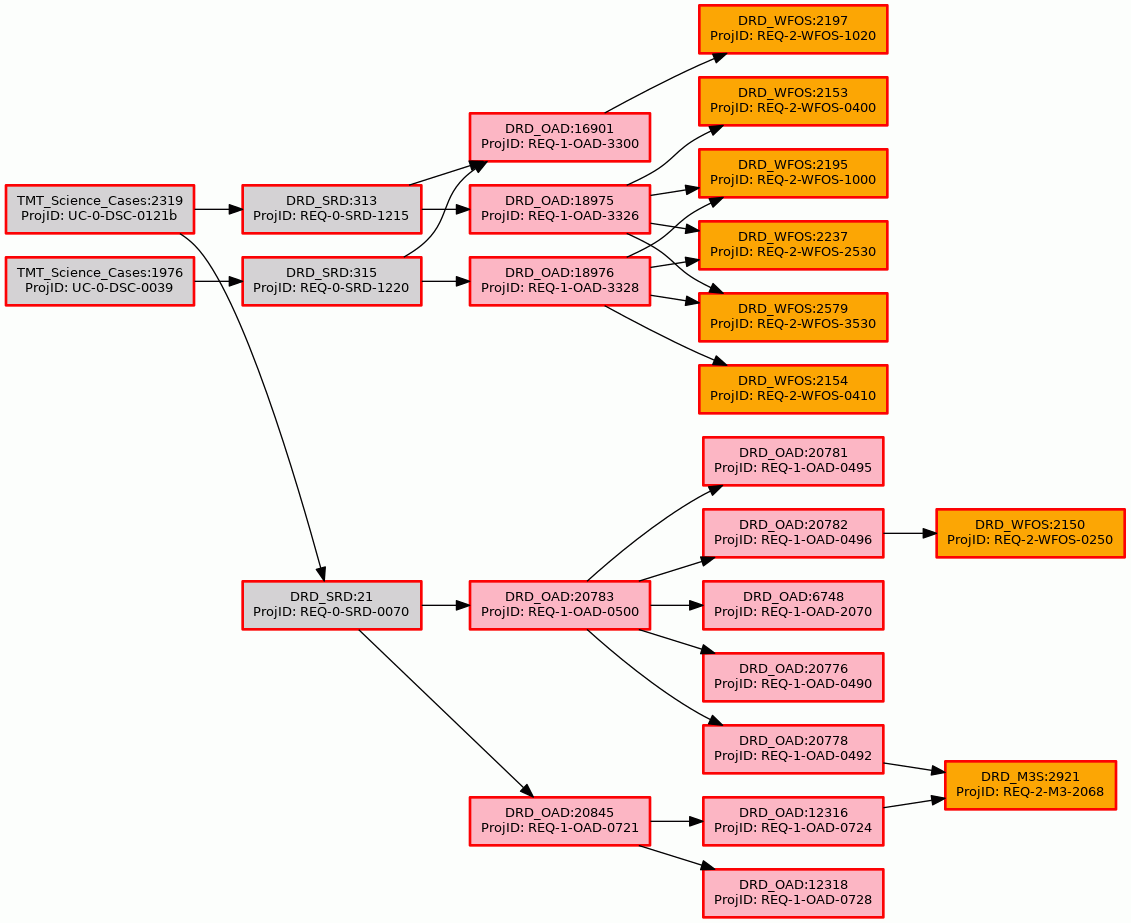 DRD_WFOS:2197
ProjID: REQ-2-WFOS-1020
DRD_WFOS:2153
ProjID: REQ-2-WFOS-0400
DRD_OAD:16901
ProjID: REQ-1-OAD-3300
DRD_WFOS:2195
ProjID: REQ-2-WFOS-1000
TMT_Science_Cases:2319
ProjID: UC-0-DSC-0121b
DRD_SRD:313
ProjID: REQ-0-SRD-1215
DRD_OAD:18975
ProjID: REQ-1-OAD-3326
DRD_WFOS:2237
ProjID: REQ-2-WFOS-2530
TMT_Science_Cases:1976
ProjID: UC-0-DSC-0039
DRD_SRD:315
ProjID: REQ-0-SRD-1220
DRD_OAD:18976
ProjID: REQ-1-OAD-3328
DRD_WFOS:2579
ProjID: REQ-2-WFOS-3530
DRD_WFOS:2154
ProjID: REQ-2-WFOS-0410
DRD_OAD:20781
ProjID: REQ-1-OAD-0495
DRD_OAD:20782
ProjID: REQ-1-OAD-0496
DRD_WFOS:2150
ProjID: REQ-2-WFOS-0250
DRD_SRD:21
ProjID: REQ-0-SRD-0070
DRD_OAD:20783
ProjID: REQ-1-OAD-0500
DRD_OAD:6748
ProjID: REQ-1-OAD-2070
DRD_OAD:20776
ProjID: REQ-1-OAD-0490
DRD_OAD:20778
ProjID: REQ-1-OAD-0492
DRD_M3S:2921
ProjID: REQ-2-M3-2068
DRD_OAD:20845
ProjID: REQ-1-OAD-0721
DRD_OAD:12316
ProjID: REQ-1-OAD-0724
DRD_OAD:12318
ProjID: REQ-1-OAD-0728